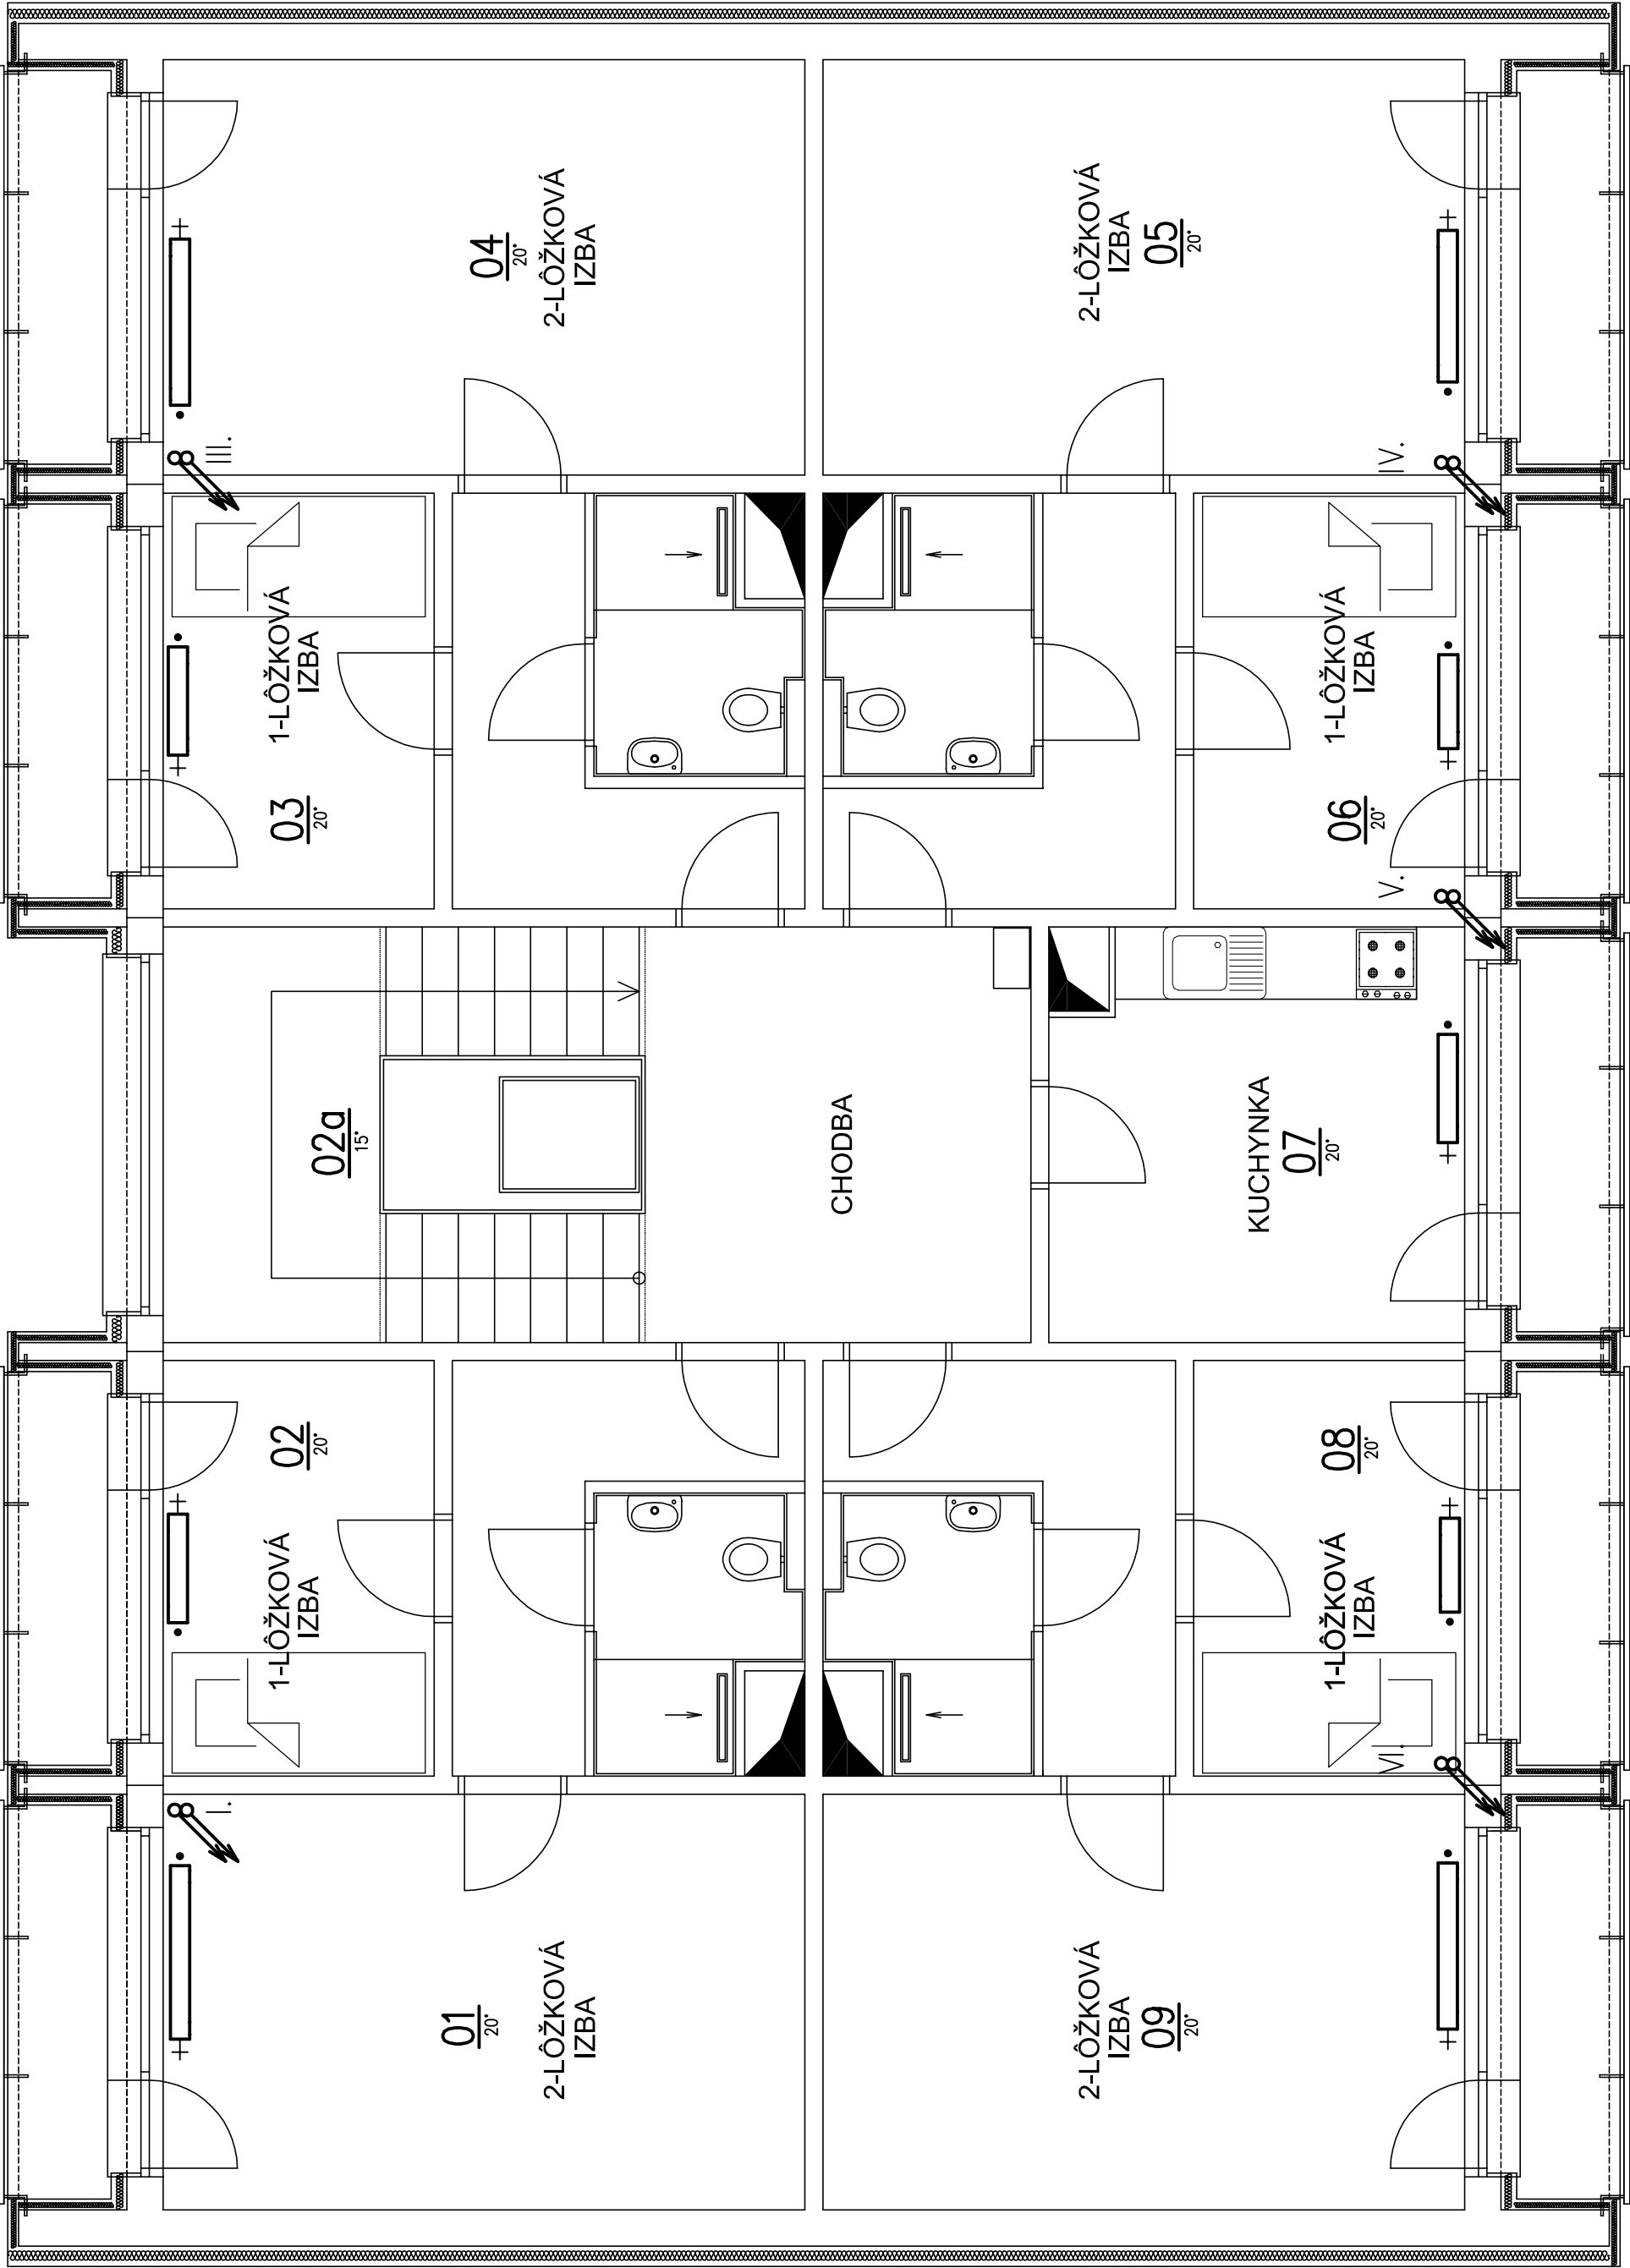 04
20°
2-LÔŽKOVÁ
IZBA
2-LÔŽKOVÁ
IZBA
05
20°
III.
IV.
1-LÔŽKOVÁ
IZBA
03
20°
1-LÔŽKOVÁ
IZBA
06
20°
V.
02a
15°
CHODBA
KUCHYNKA
07
20°
02
20°
1-LÔŽKOVÁ
IZBA
08
20°
1-LÔŽKOVÁ
IZBA
I.
VI.
01
20°
2-LÔŽKOVÁ
IZBA
2-LÔŽKOVÁ
IZBA
09
20°